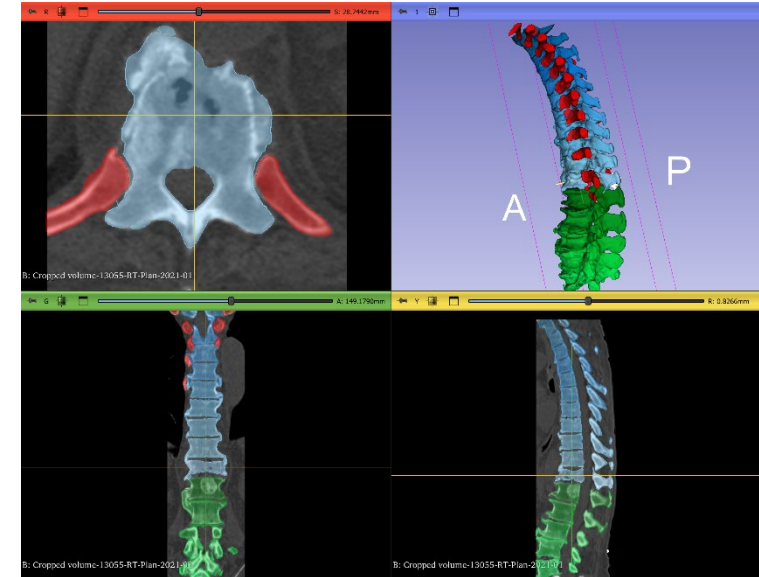 R S: 28.7442mm
1
A
P
B: Cropped volume-13055-RT-Plan-2021-01
G A: 149.1790mm
Y R: 0.8266mm
B: Cropped volume-13055-RT-Plan-2021-
B: Cropped volume-13055-RT-Plan-2021-01